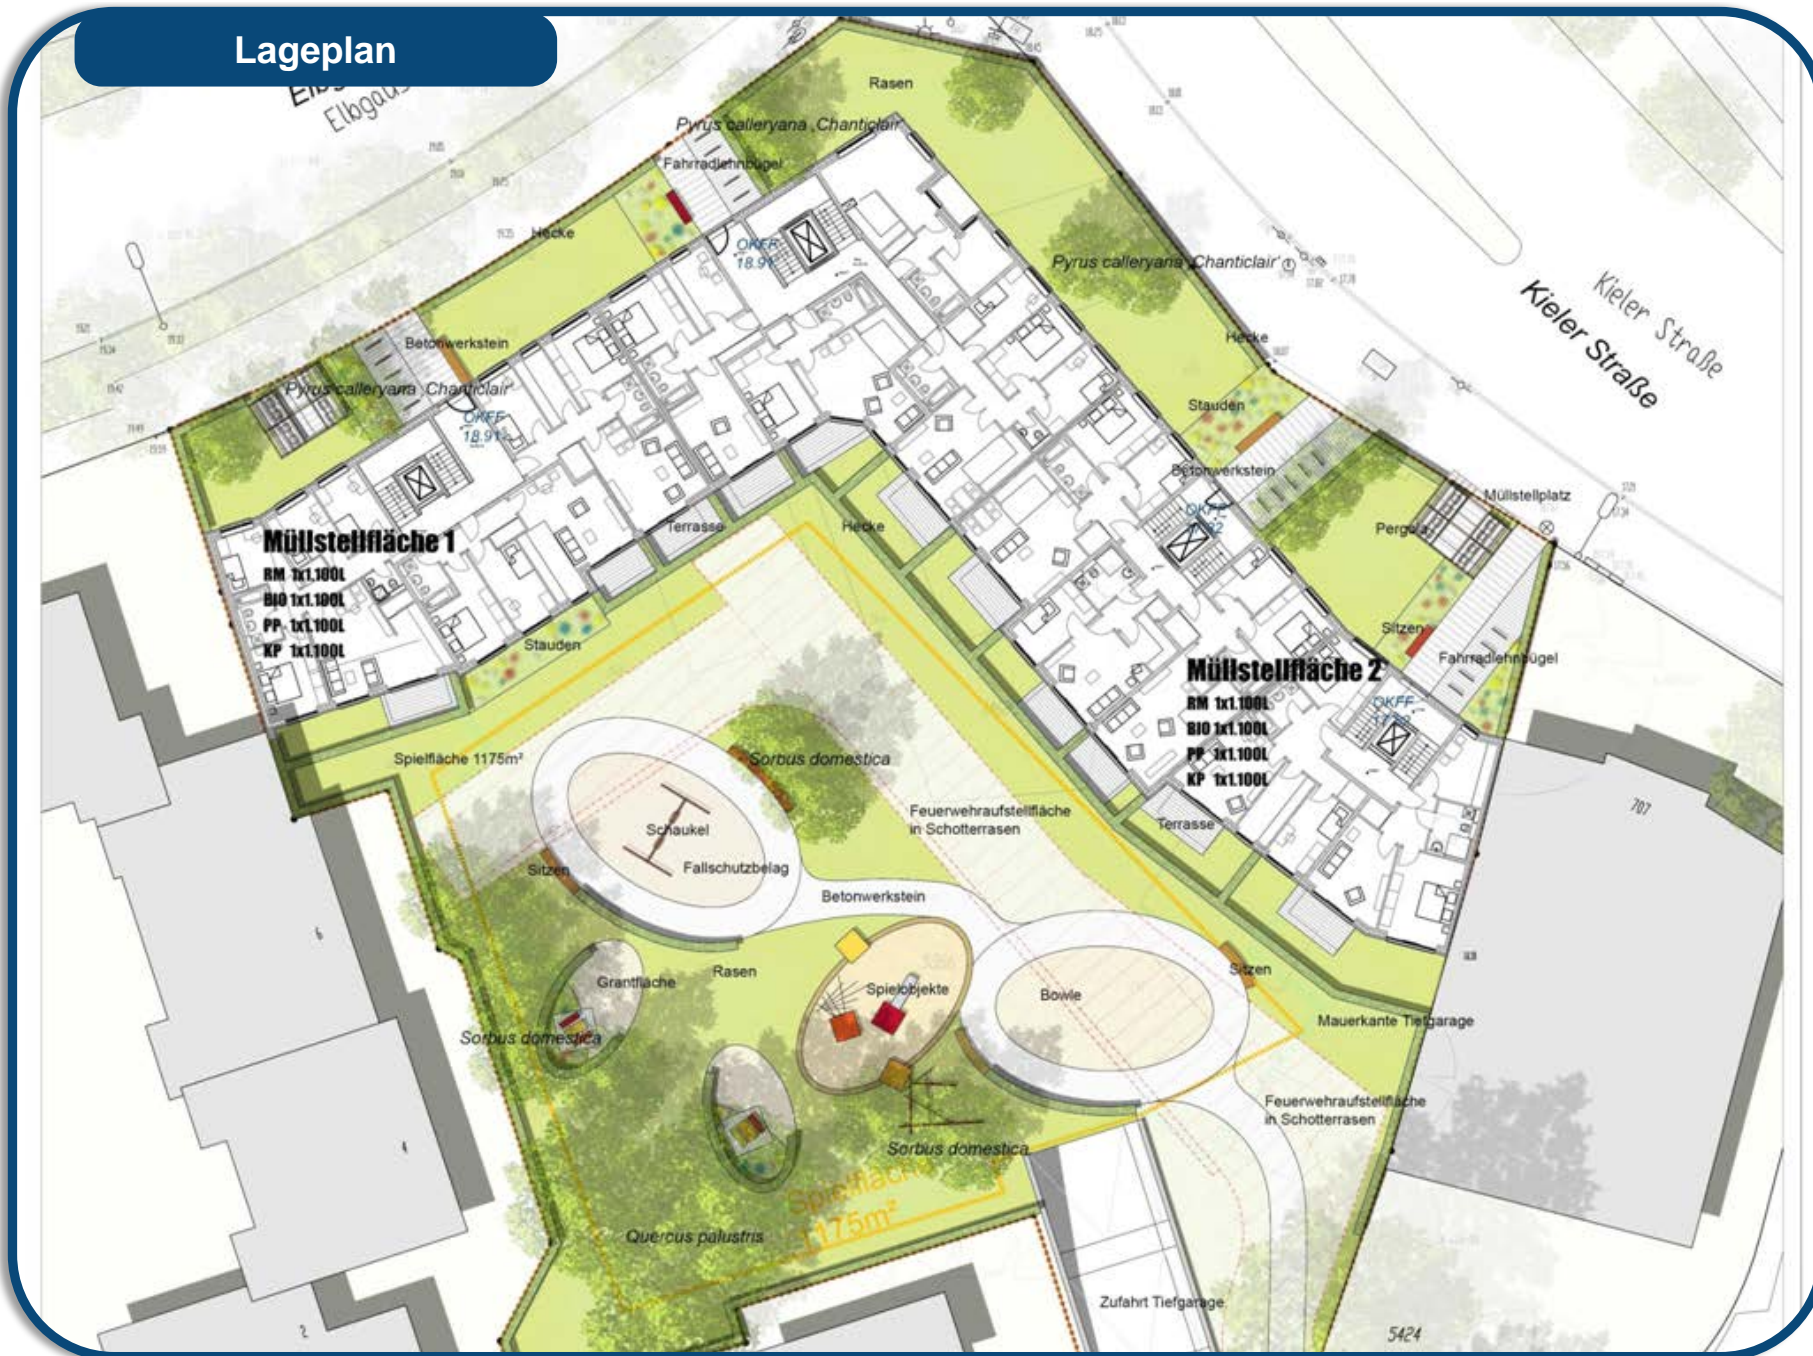 Lageplan
Rasen
Pyrus calleryana ‚Chanticlair'
Fahrradlehnbügel
Hecke
OKFF
18.91
Pyrus calleryana ‚Chanticlair'
Kieler Straße
Kieler Straße
Betonwerkstein
Hecke
Pyrus calleryana ‚Chanticlair'
OKFF
18.91
Stauden
Betonwerkstein
Müllstellplatz
Pergola
OKFF
Terrasse
Hecke
Müllstellfläche 1
RM 1x1.100L
BIO 1x1.100L
PP 1x1.100L
KP 1x1.100L
Stauden
Sitzen
Fahrradlehnbügel
Müllstellfläche 2
RM 1x1.100L
BIO 1x1.100L
PP 1x1.100L
KP 1x1.100L
OKFF
Spielfläche 1175m²
Sorbus domestica
Schaukel
Feuerwehraufstellfläche
in Schotterrasen
Terrasse
707
Sitzen
Fallschutzbelag
Betonwerkstein
6
Grantfläche
Rasen
Spielobjekte
Bowle
Sitzen
Mauerkante Tiefgarage
Sorbus domestica
Feuerwehraufstellfläche
in Schotterrasen
4
Sorbus domestica
Spielfläche
1175m²
Quercus palustris
Zufahrt Tiefgarage
2
5424